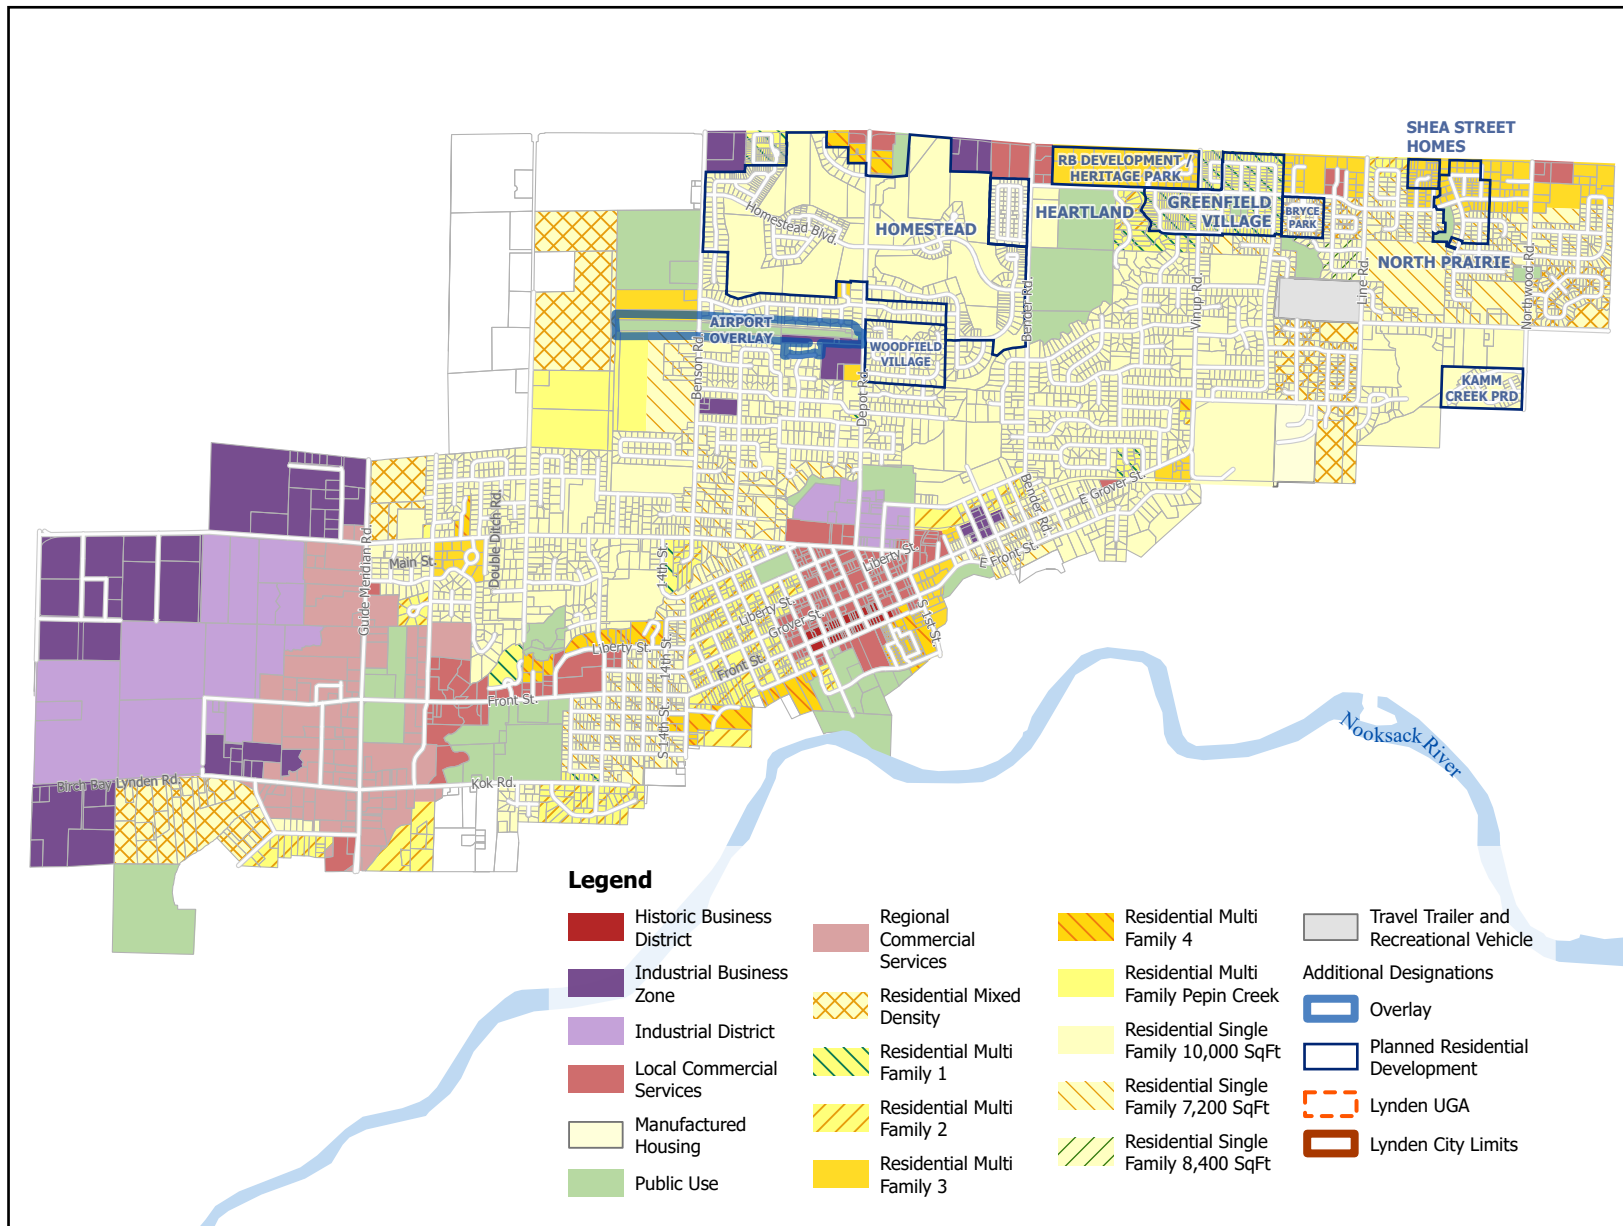 SHEA STREET
HOMES
RB DEVELOPMENT /
HERITAGE PARK
HEARTLAND
GREENFIELD
VILLAGE
BRYCE
PARK
Homestead Blvd.
HOMESTEAD
NORTH PRAIRIE
Bender Rd.
Vinup Rd.
Line Rd.
Northwood Rd.
AIRPORT
OVERLAY
Benson Rd.
WOODFIELD
VILLAGE
Depot Rd.
KAMM
CREEK PRD
Double Ditch Rd.
Bender Rd.
E Grover St.
Guide Meridian Rd.
Main St.
14th St.
Liberty St.
E Front St.
Liberty St.
Grover St.
S 1st St.
Liberty St.
14th St.
Front St.
Front St.
S 14th St.
Nooksack River
Birch Bay Lynden Rd.
Kok Rd.
Legend
Historic Business
District
Industrial Business
Zone
Industrial District
Local Commercial
Services
Manufactured
Housing
Public Use
Regional
Commercial
Services
Residential Mixed
Density
Residential Multi
Family 1
Residential Multi
Family 2
Residential Multi
Family 3
Residential Multi
Family 4
Residential Multi
Family Pepin Creek
Residential Single
Family 10,000 SqFt
Residential Single
Family 7,200 SqFt
Residential Single
Family 8,400 SqFt
Travel Trailer and
Recreational Vehicle
Additional Designations
Overlay
Planned Residential
Development
Lynden UGA
Lynden City Limits